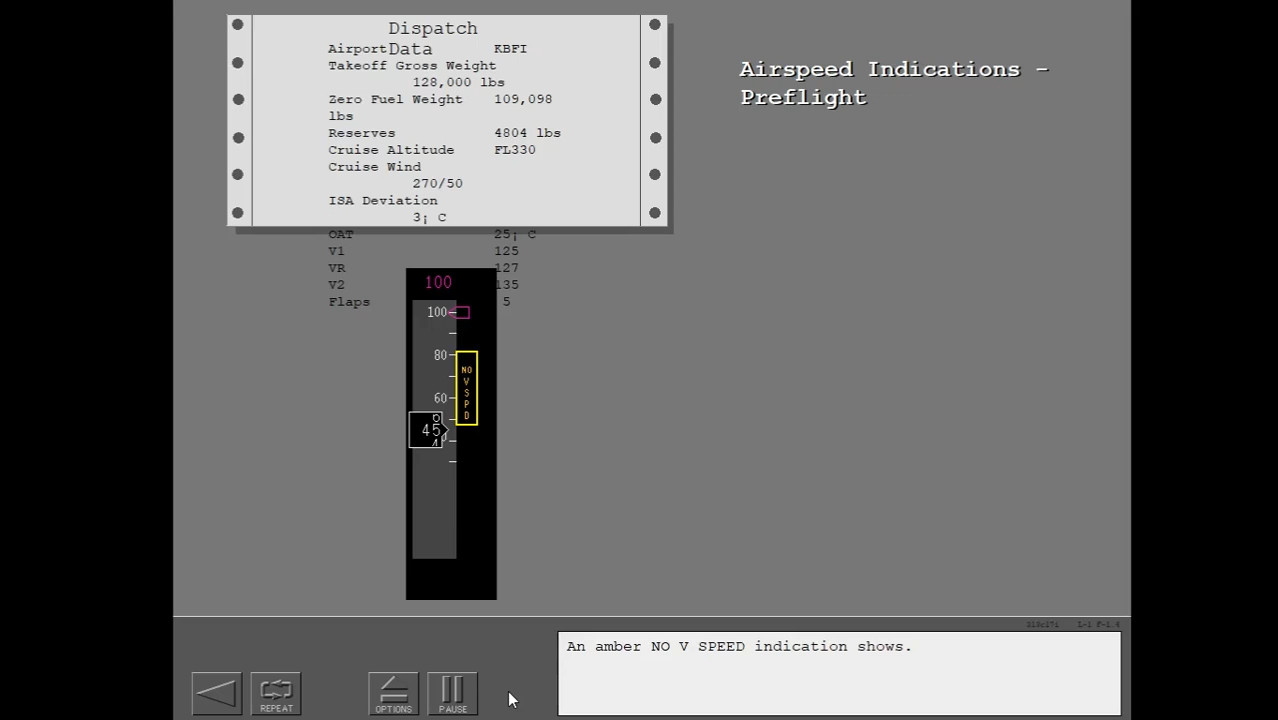 Dispatch
Data
Airport KBFI
Takeoff Gross Weight
128,000 lbs
Zero Fuel Weight 109,098
lbs
Reserves 4804 lbs
Cruise Altitude FL330
Cruise Wind
270/50
ISA Deviation
3¡ C
OAT 25¡ C
V1 125
VR 127
V2 135
Flaps 5
Airspeed Indications -
Preflight
100
100
80
60
45
NO
V
S
P
D
An amber NO V SPEED indication shows.
REPEAT
OPTIONS
PAUSE